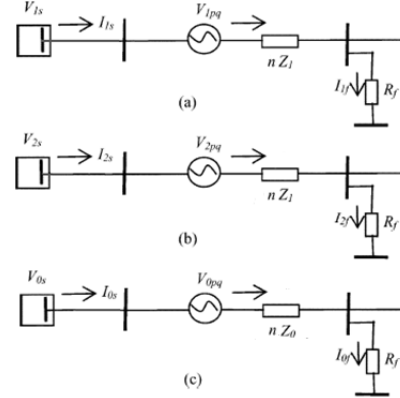 V1s I1s V1pq n Z1 I1f Rf
(a)
V2s I2s V2pq n Z1 I2f Rf
(b)
V0s I0s V0pq n Z0 I0f Rf
(c)